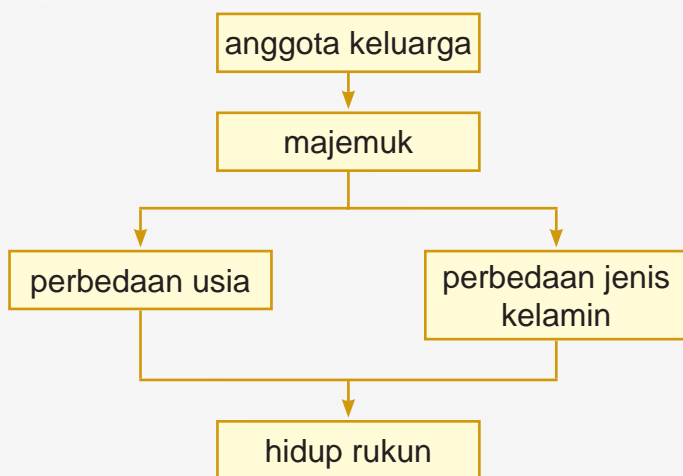 anggota keluarga
majemuk
perbedaan usia
perbedaan jenis
kelamin
hidup rukun